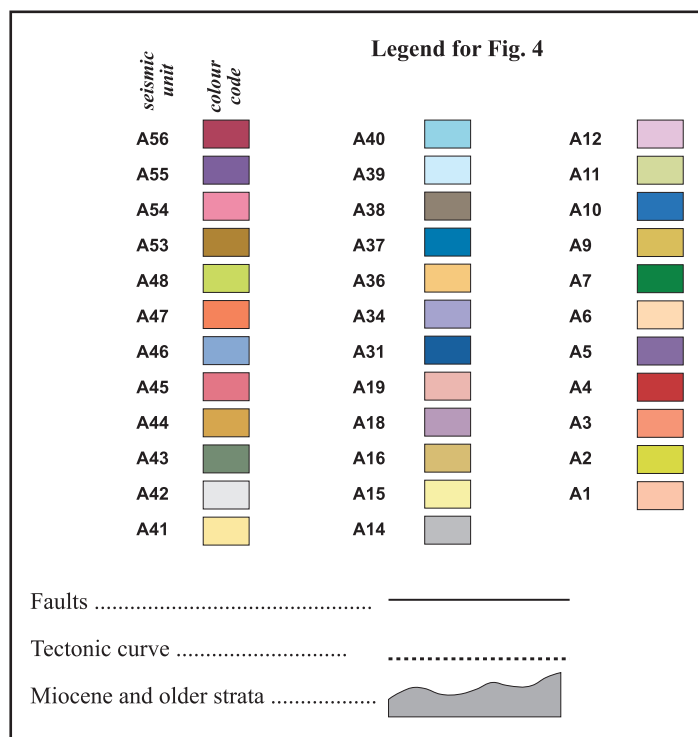 Legend for Fig. 4
seismic
unit
colour
code
A56
A55
A54
A53
A48
A47
A46
A45
A44
A43
A42
A41
A40
A39
A38
A37
A36
A34
A31
A19
A18
A16
A15
A14
A12
A11
A10
A9
A7
A6
A5
A4
A3
A2
A1
Faults ...............................................
Tectonic curve .............................
Miocene and older strata ..................